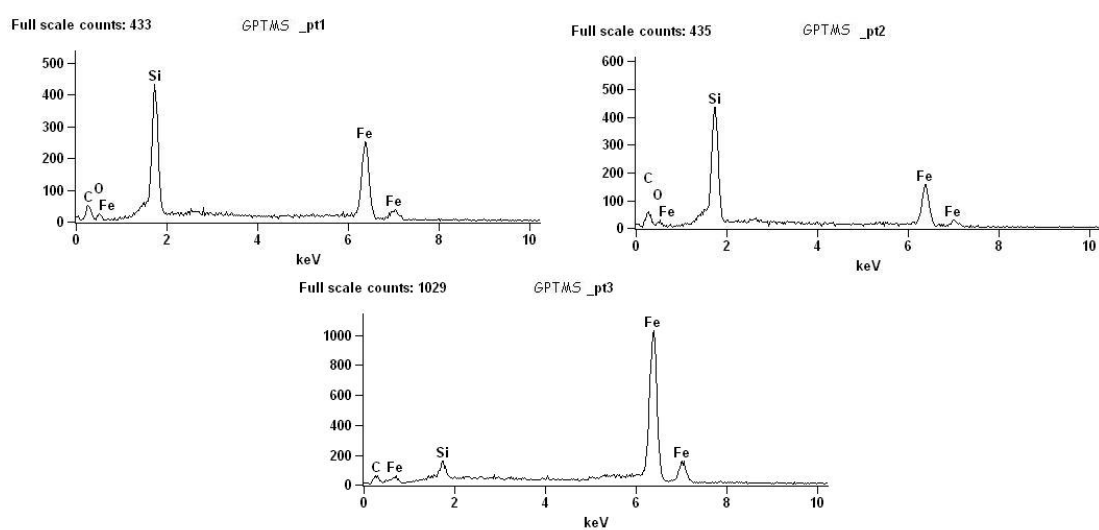 Full scale counts: 433 GPTMS _pt1
500
400
300
200
100
0
Si
Fe
Fe
C
O
Fe
0 2 4 6 8 10
keV
Full scale counts: 435 GPTMS _pt2
600
500
400
300
200
100
0
Si
Fe
Fe
C
O
Fe
0 2 4 6 8 10
keV
Full scale counts: 1029 GPTMS _pt3
1000
800
600
400
200
0
Fe
Fe
Si
C Fe
0 2 4 6 8 10
keV